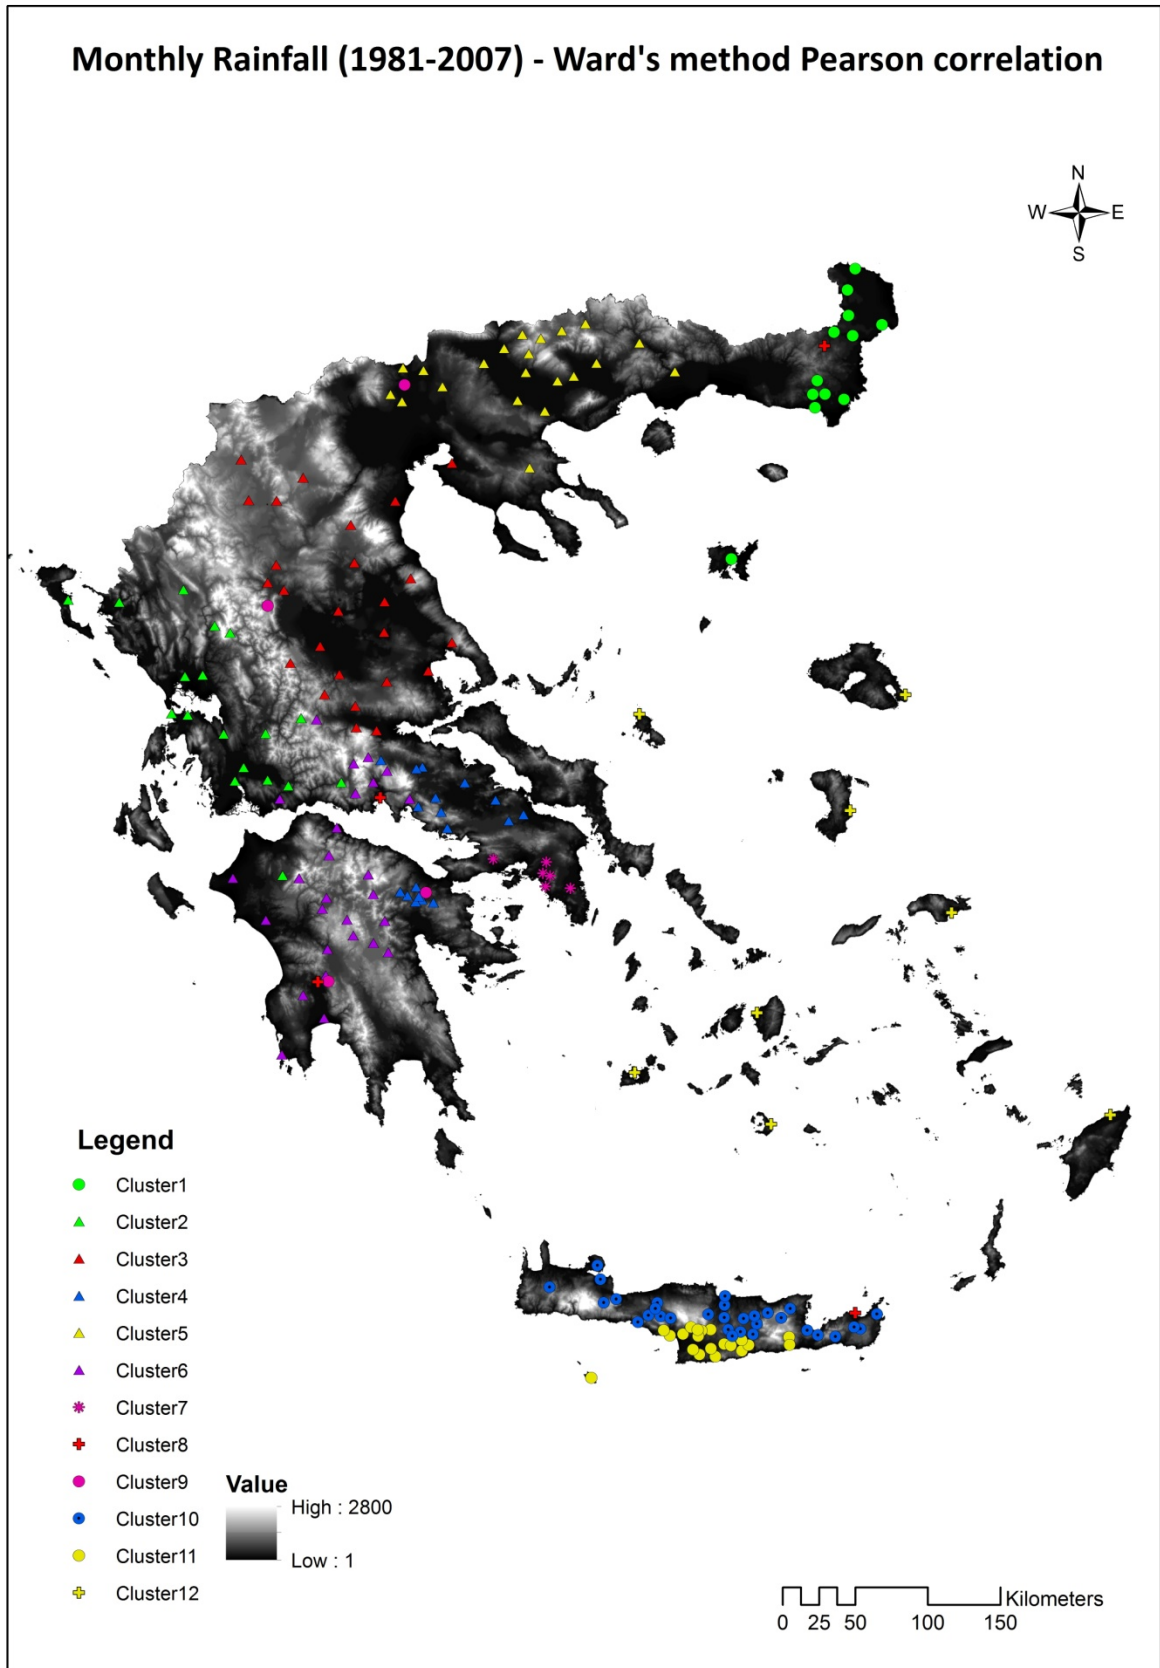 Monthly Rainfall (1981-2007) - Ward's method Pearson correlation
N
W E
S
Legend
Cluster1
Cluster2
Cluster3
Cluster4
Cluster5
Cluster6
Cluster7
Cluster8
Cluster9
Cluster10
Cluster11
Cluster12
Value
High : 2800
Low : 1
Kilometers
0 25 50 100 150